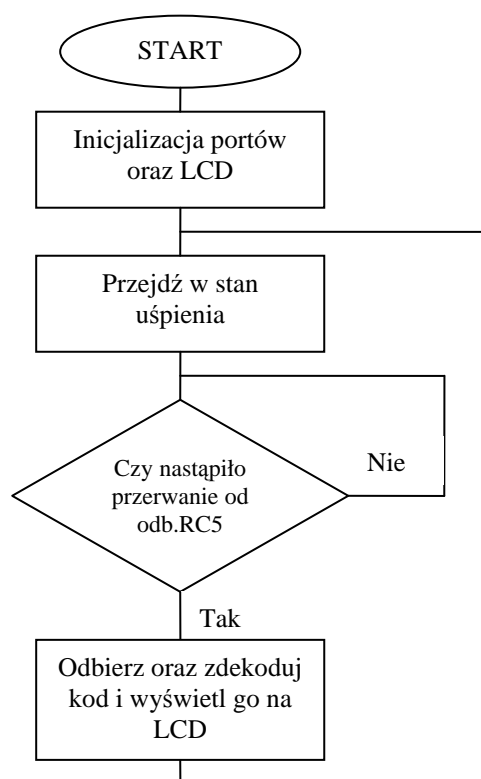 START
Inicjalizacja portów
oraz LCD
Przejdź w stan
uśpienia
Czy nastąpiło
przerwanie od
odb.RC5
Nie
Tak
Odbierz oraz zdekoduj
kod i wyświetl go na
LCD